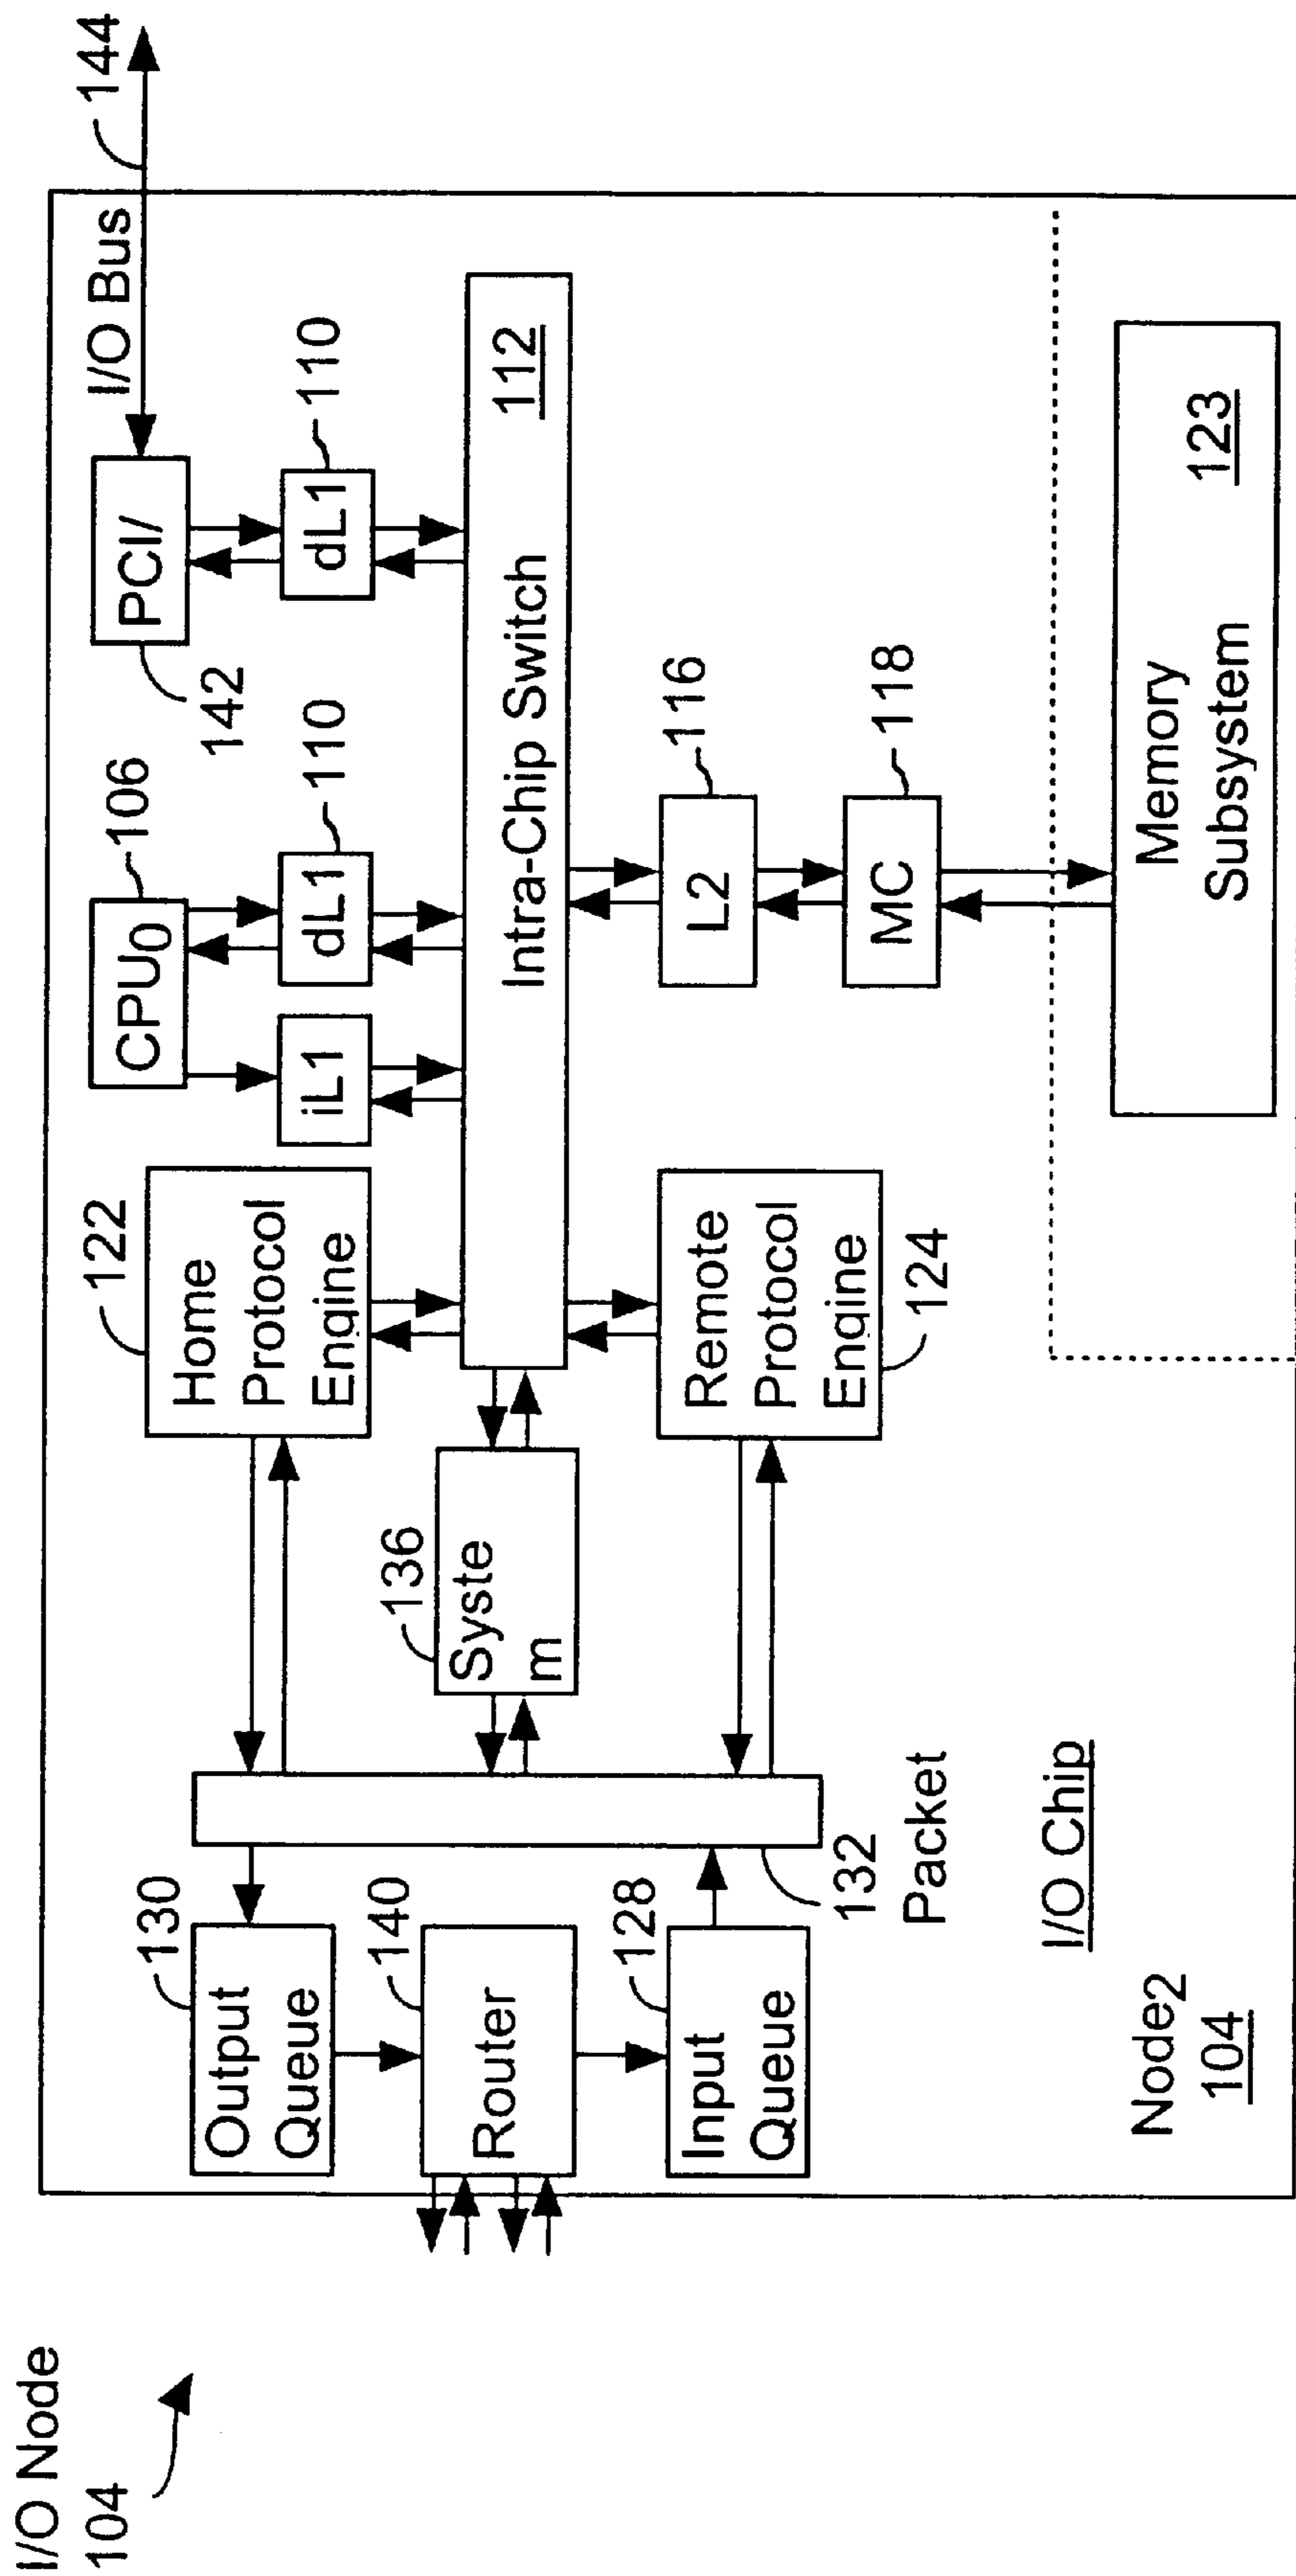 I/O Node
104
I/O Bus
144
122
106
142
CPU0
PCI/
Home
Protocol
Engine
iL1
dL1
110
dL1
110
130
Output
Queue
140
Router
128
Input
Queue
132
Packet
136
Syste
m
Intra-Chip Switch
112
Remote
Protocol
Engine
124
L2
116
MC
118
Memory
Subsystem
123
I/O Chip
Node2
104